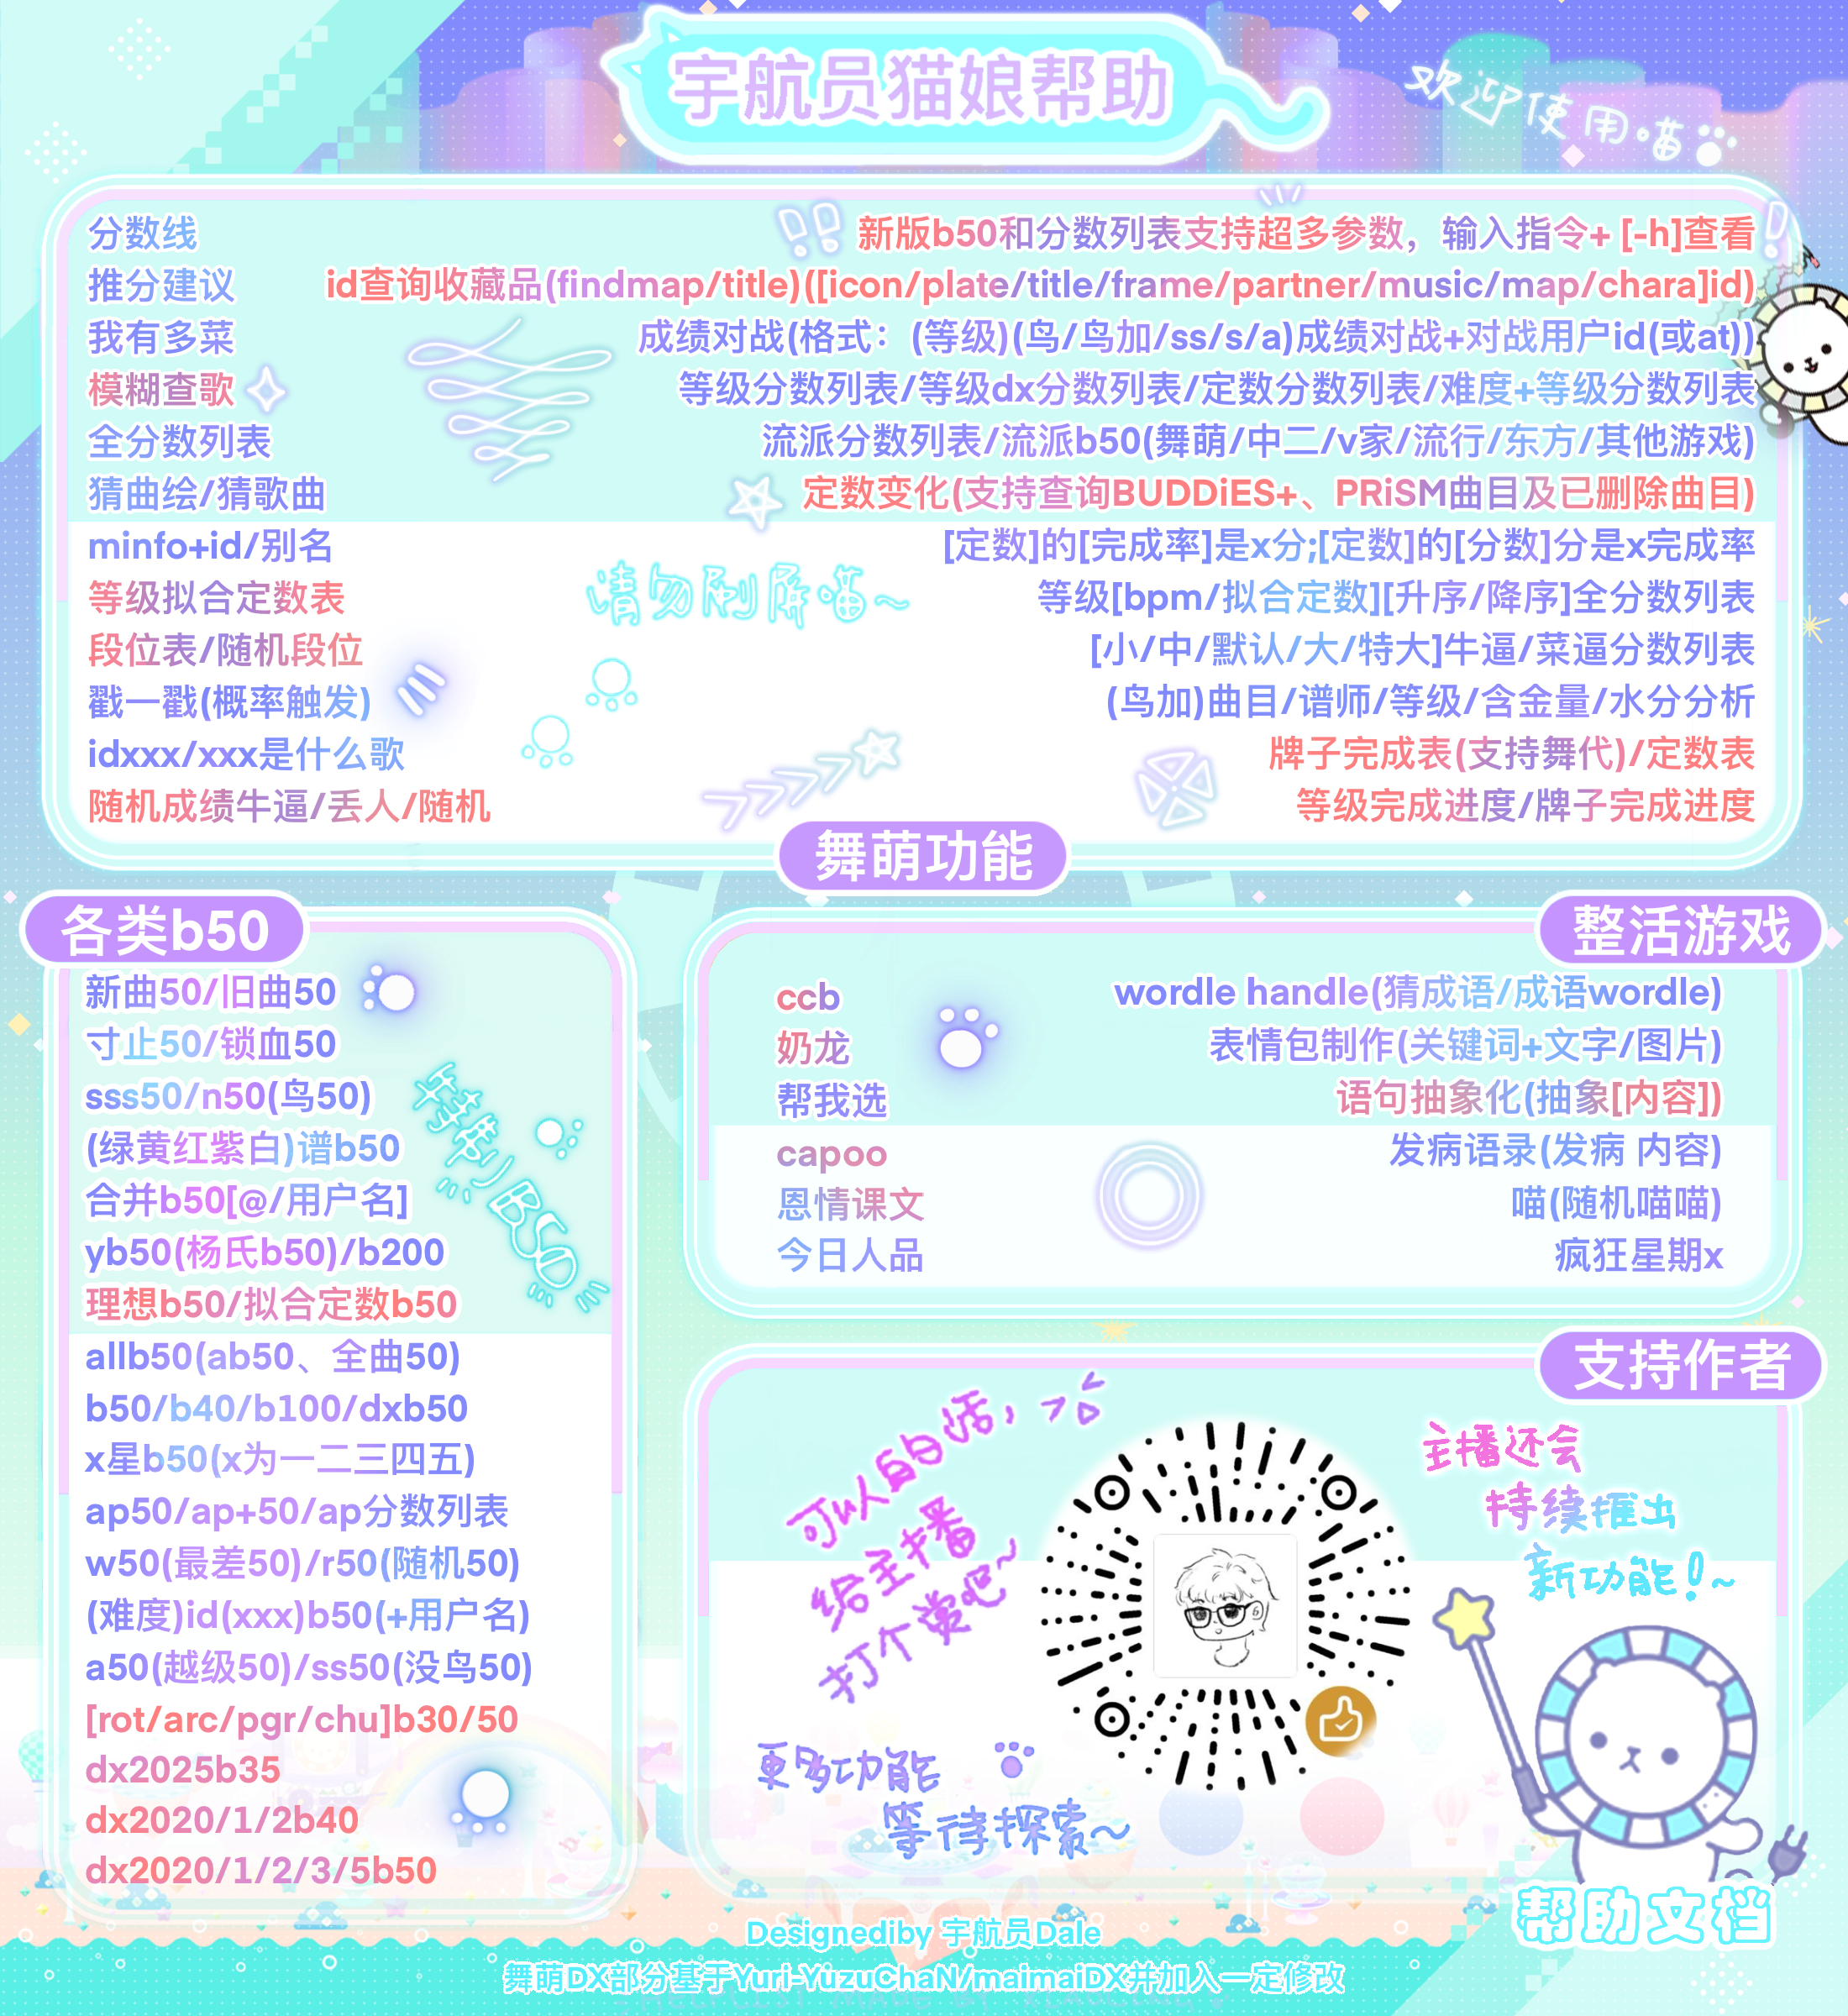 宇航员猫娘帮助
欢迎使用喵
分数线
推分建议
我有多菜
模糊查歌
全分数列表
猜曲绘/猜歌曲
minfo+id/别名
等级拟合定数表
段位表/随机段位
戳一戳(概率触发)
idxxx/xxx是什么歌
随机成绩牛逼/丢人/随机
!!
新版b50和分数列表支持超多参数，输入指令+ [-h]查看
!
id查询收藏品(findmap/title)([icon/plate/title/frame/partner/music/map/chara]id)
成绩对战(格式：(等级)(鸟/鸟加/ss/s/a)成绩对战+对战用户id(或at))
等级分数列表/等级dx分数列表/定数分数列表/难度+等级分数列表
流派分数列表/流派b50(舞萌/中二/v家/流行/东方/其他游戏)
定数变化(支持查询BUDDiES+、PRiSM曲目及已删除曲目)
[定数]的[完成率]是x分;[定数]的[分数]分是x完成率
等级[bpm/拟合定数][升序/降序]全分数列表
[小/中/默认/大/特大]牛逼/菜逼分数列表
(鸟加)曲目/谱师/等级/含金量/水分分析
牌子完成表(支持舞代)/定数表
等级完成进度/牌子完成进度
请勿刷屏喵~
舞萌功能
各类b50
新曲50/旧曲50
寸止50/锁血50
sss50/n50(鸟50)
(绿黄红紫白)谱b50
合并b50[@/用户名]
yb50(杨氏b50)/b200
理想b50/拟合定数b50
allb50(ab50、全曲50)
b50/b40/b100/dxb50
x星b50(x为一二三四五)
ap50/ap+50/ap分数列表
w50(最差50)/r50(随机50)
(难度)id(xxx)b50(+用户名)
a50(越级50)/ss50(没鸟50)
[rot/arc/pgr/chu]b30/50
dx2025b35
dx2020/1/2b40
dx2020/1/2/3/5b50
特殊B50
整活游戏
ccb
奶龙
帮我选
capoo
恩情课文
今日人品
wordle handle(猜成语/成语wordle)
表情包制作(关键词+文字/图片)
语句抽象化(抽象[内容])
发病语录(发病 内容)
喵(随机喵喵)
疯狂星期x
支持作者
可以的话，
给主播
打个赏吧~
主播还会
持续推出
新功能!~
更多功能
等待探索~
帮助文档
Designediby 宇航员Dale
舞萌DX部分基于Yuri-YuzuChaN/maimaiDX并加入一定修改